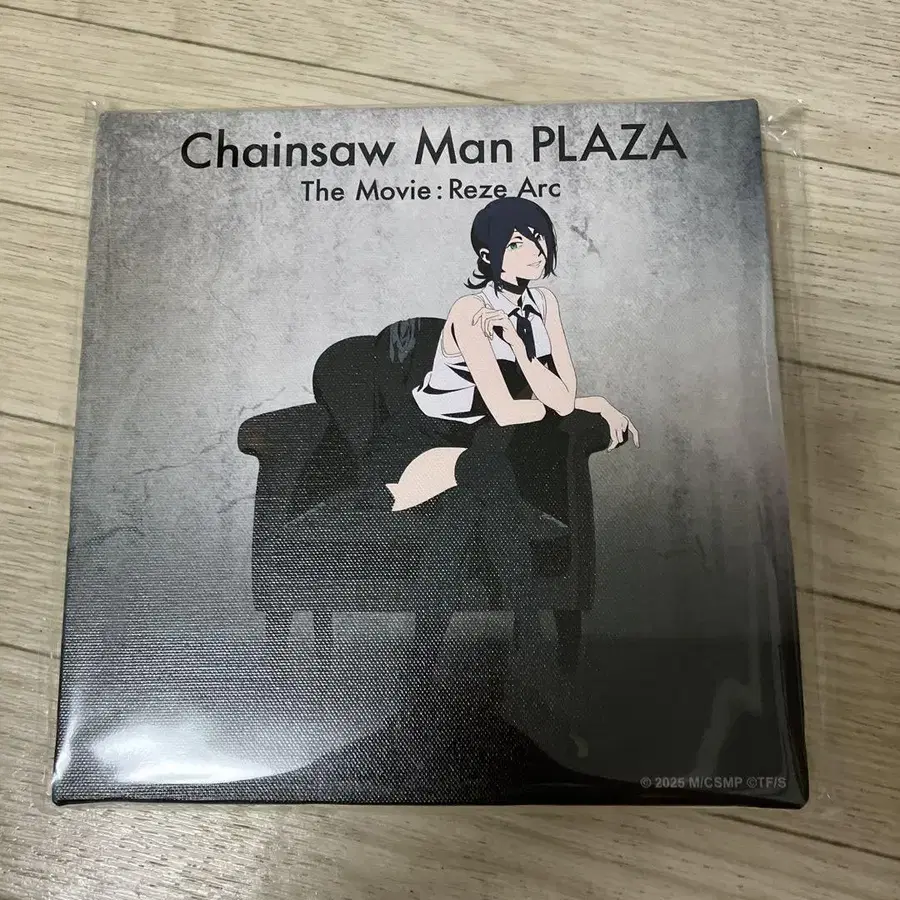 Chainsaw Man PLAZA
The Movie: Reze Arc
© 2025 M/CSMP ©TF/S